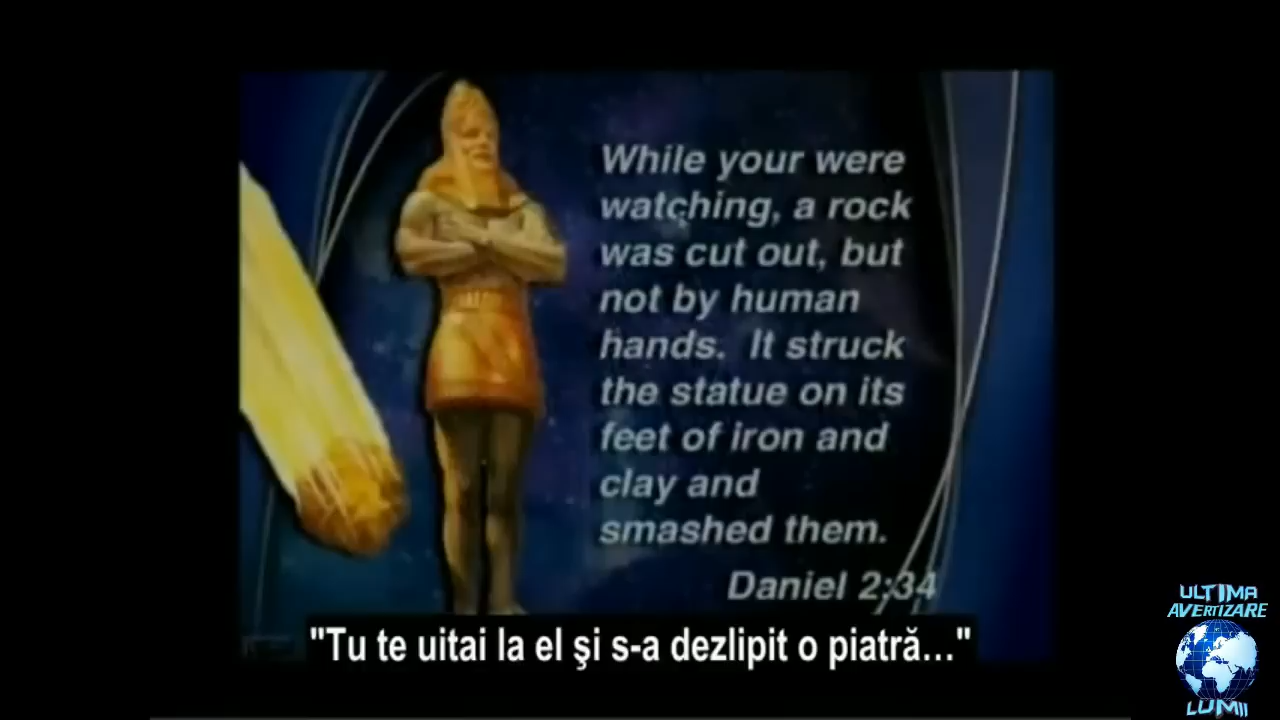 While your were
watching, a rock
was cut out, but
not by human
hands. It struck
the statue on its
feet of iron and
clay and
smashed them.
Daniel 2:34
"Tu te uitai la el şi s-a dezlipit o piatră..."
ULTIMA
AVERTIZARE
LUMII